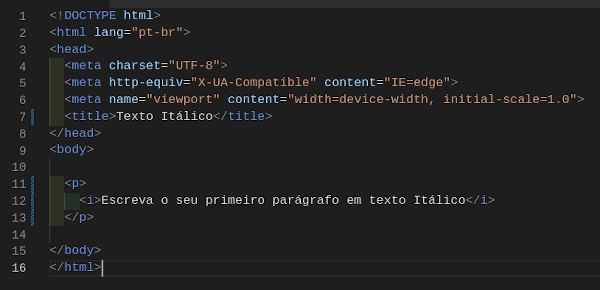 1 <!DOCTYPE html>
2 <html lang="pt-br">
3 <head>
4 <meta charset="UTF-8">
5 <meta http-equiv="X-UA-Compatible" content="IE=edge">
6 <meta name="viewport" content="width=device-width, initial-scale=1.0">
7 <title>Texto Itálico</title>
8 </head>
9 <body>
10
11 <p>
12 <i>Escreva o seu primeiro parágrafo em texto Itálico</i>
13 </p>
14
15 </body>
16 </html>